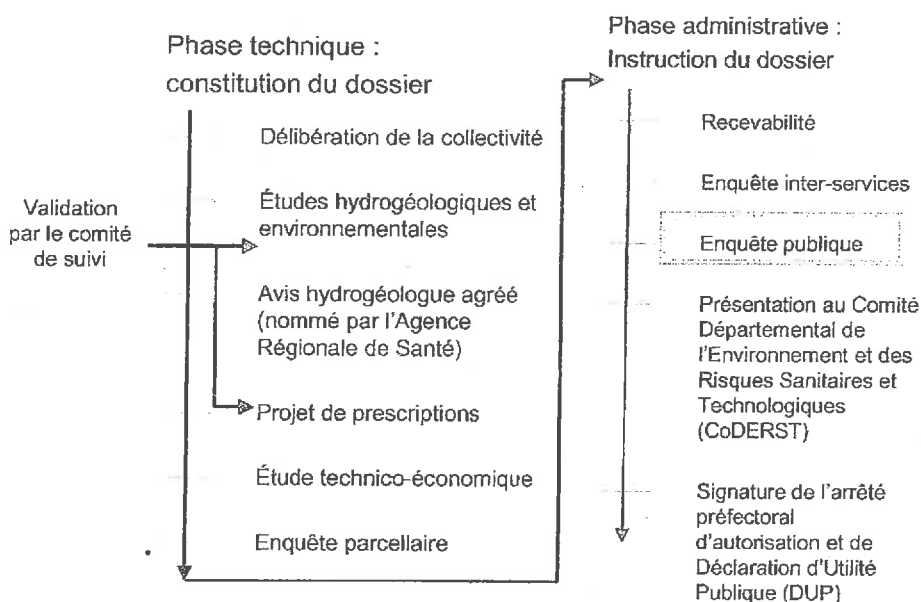 Phase technique :
constitution du dossier
Délibération de la collectivité
Études hydrogéologiques et
environnementales
Validation
par le comité
de suivi
Avis hydrogéologue agréé
(nommé par l'Agence
Régionale de Santé)
Projet de prescriptions
Étude technico-économique
Enquête parcellaire
Phase administrative :
Instruction du dossier
Recevabilité
Enquête inter-services
Enquête publique
Présentation au Comité
Départemental de
l'Environnement et des
Risques Sanitaires et
Technologiques
(CoDERST)
Signature de l'arrêté
préfectoral
d'autorisation et de
Déclaration d'Utilité
Publique (DUP)